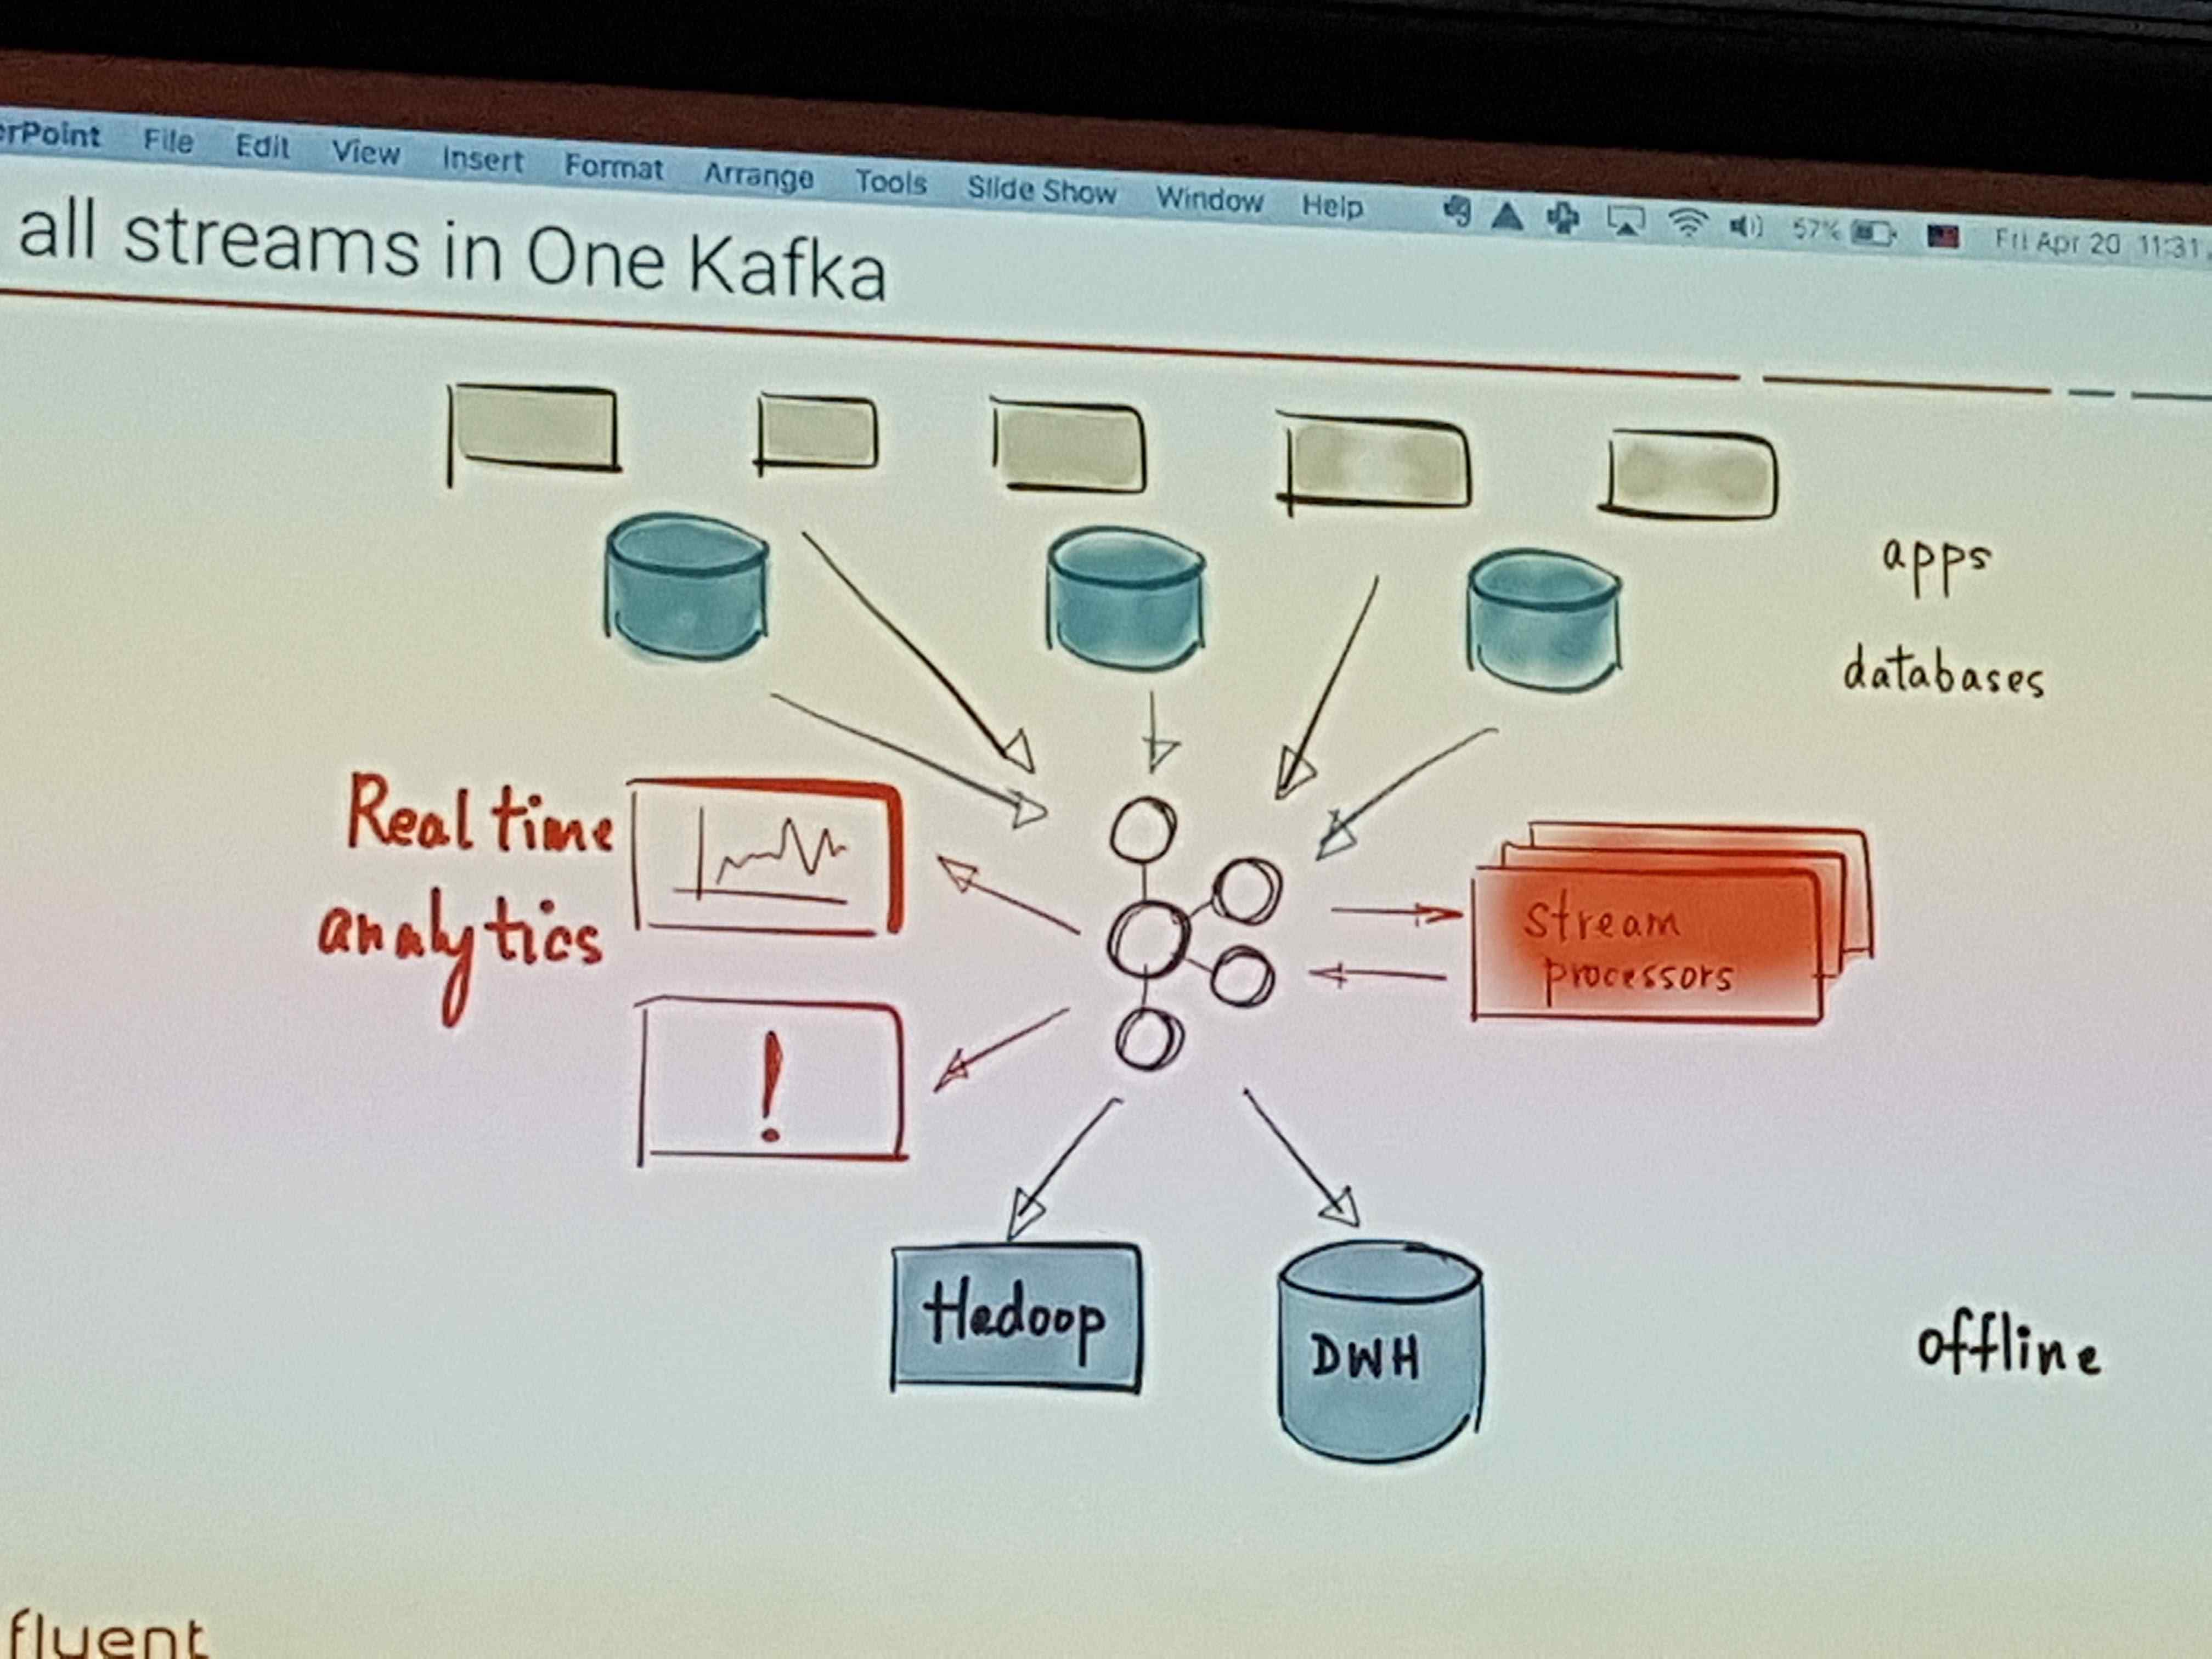 erPoint File Edit View Insert Format Arrange Tools Slide Show Window Help 57% Fri Apr 20 11:31
all streams in One Kafka
apps
databases
Real time
analytics
stream
processors
!
Hadoop
DWH
offline
fluent